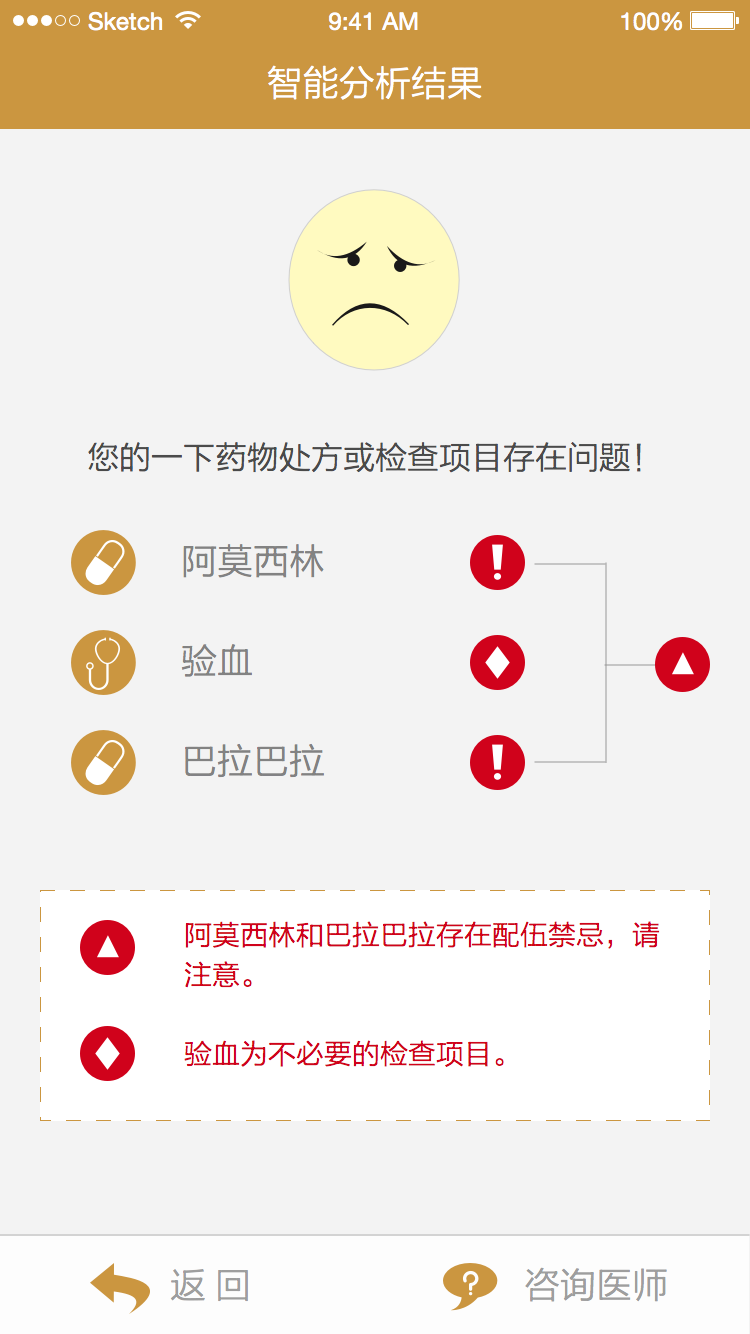 Sketch 9:41 AM 100%
智能分析结果
您的一下药物处方或检查项目存在问题！
阿莫西林
验血
巴拉巴拉
阿莫西林和巴拉巴拉存在配伍禁忌，请
注意。
验血为不必要的检查项目。
返 回 咨询医师